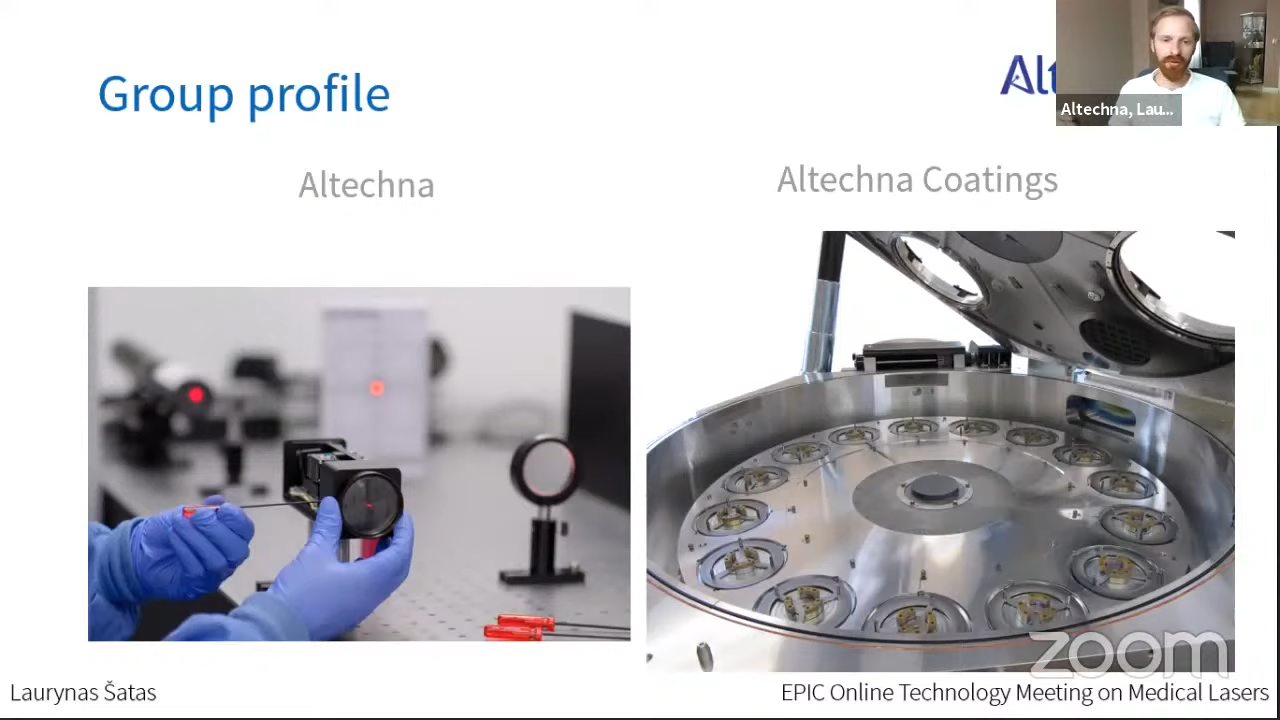 Group profile
Alt
Altechna, Lau...
Altechna
Altechna Coatings
zoom
Laurynas Šatas
EPIC Online Technology Meeting on Medical Lasers